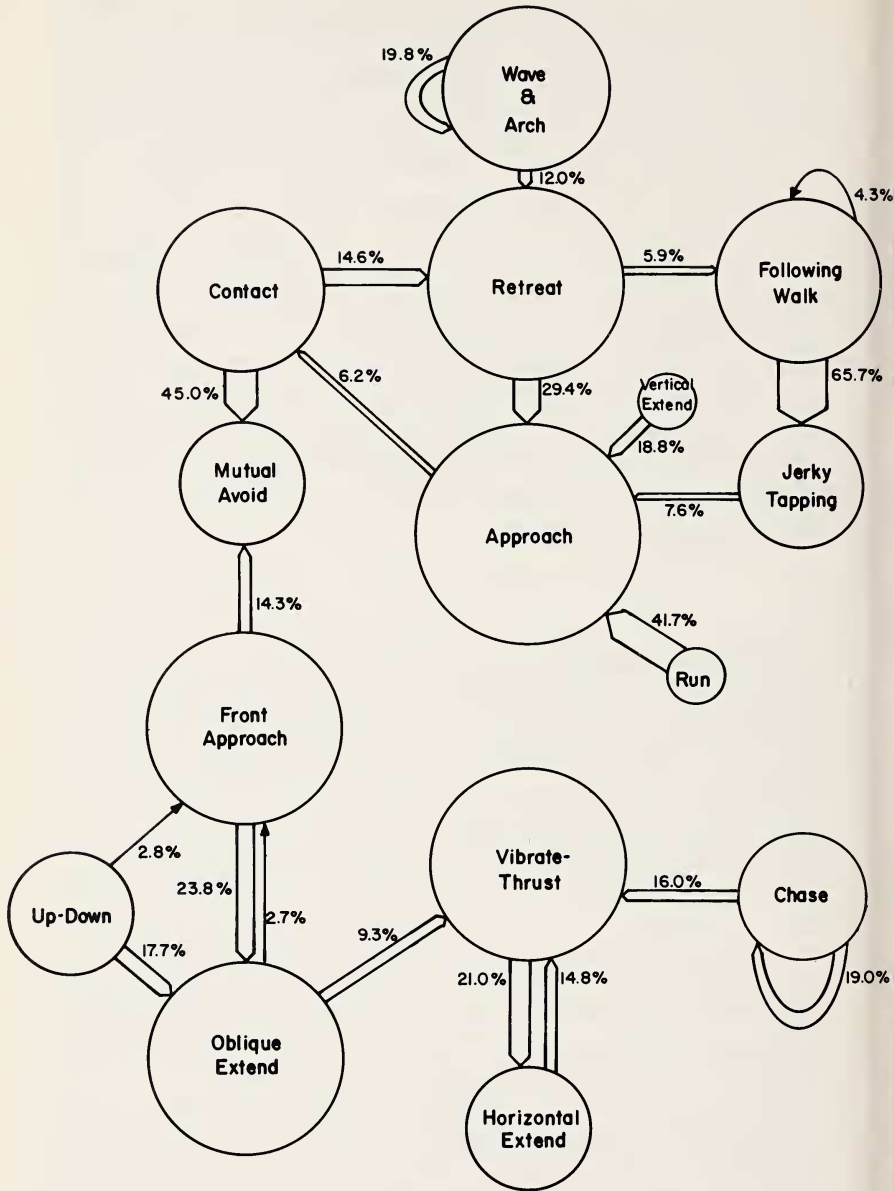 19.8%
Wave
&
Arch
12.0%
4.3%
Contact
14.6%
Retreat
5.9%
Following
Walk
45.0%
6.2%
29.4%
Vertical
Extend
65.7%
18.8%
Mutual
Avoid
Jerky
Tapping
7.6%
Approach
14.3%
41.7%
Run
Front
Approach
2.8%
Vibrate-
Thrust
16.0%
Chase
23.8%
2.7%
Up-Down
17.7%
9.3%
21.0%
14.8%
19.0%
Oblique
Extend
Horizontal
Extend